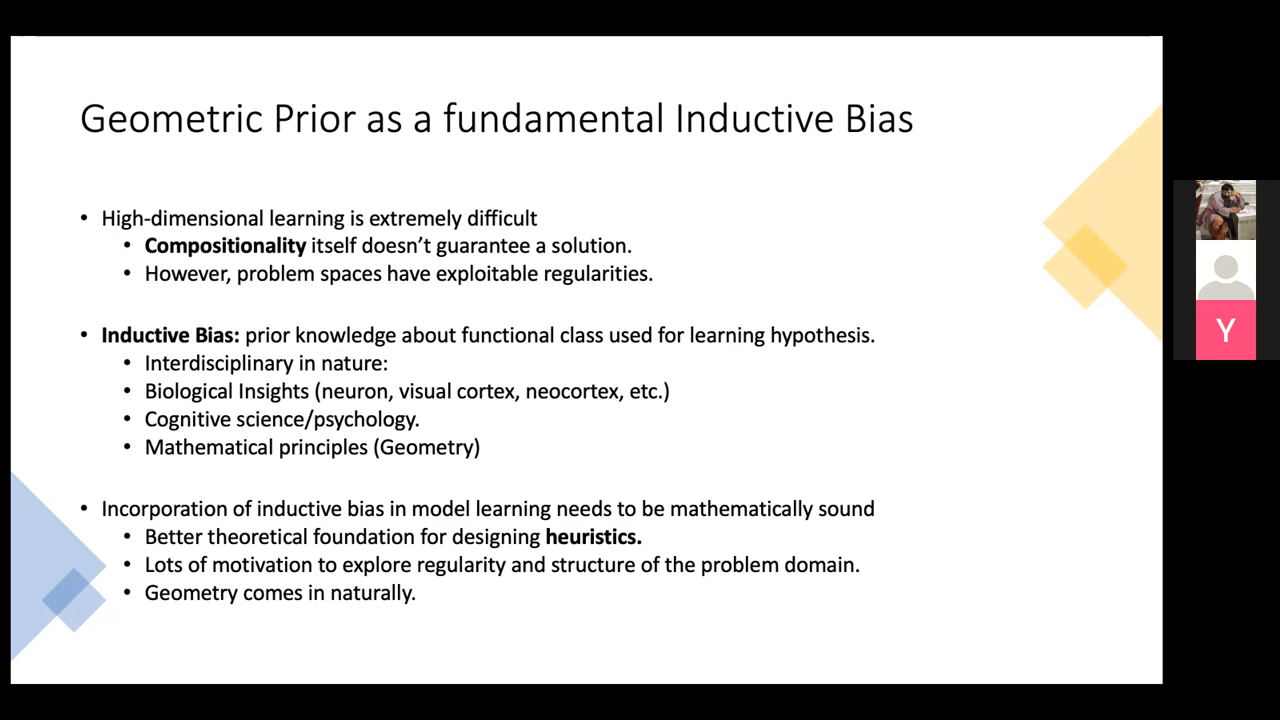 Geometric Prior as a fundamental Inductive Bias
• High-dimensional learning is extremely difficult
• Compositionality itself doesn’t guarantee a solution.
• However, problem spaces have exploitable regularities.
• Inductive Bias: prior knowledge about functional class used for learning hypothesis.
• Interdisciplinary in nature:
• Biological Insights (neuron, visual cortex, neocortex, etc.)
• Cognitive science/psychology.
• Mathematical principles (Geometry)
• Incorporation of inductive bias in model learning needs to be mathematically sound
• Better theoretical foundation for designing heuristics.
• Lots of motivation to explore regularity and structure of the problem domain.
• Geometry comes in naturally.
Y